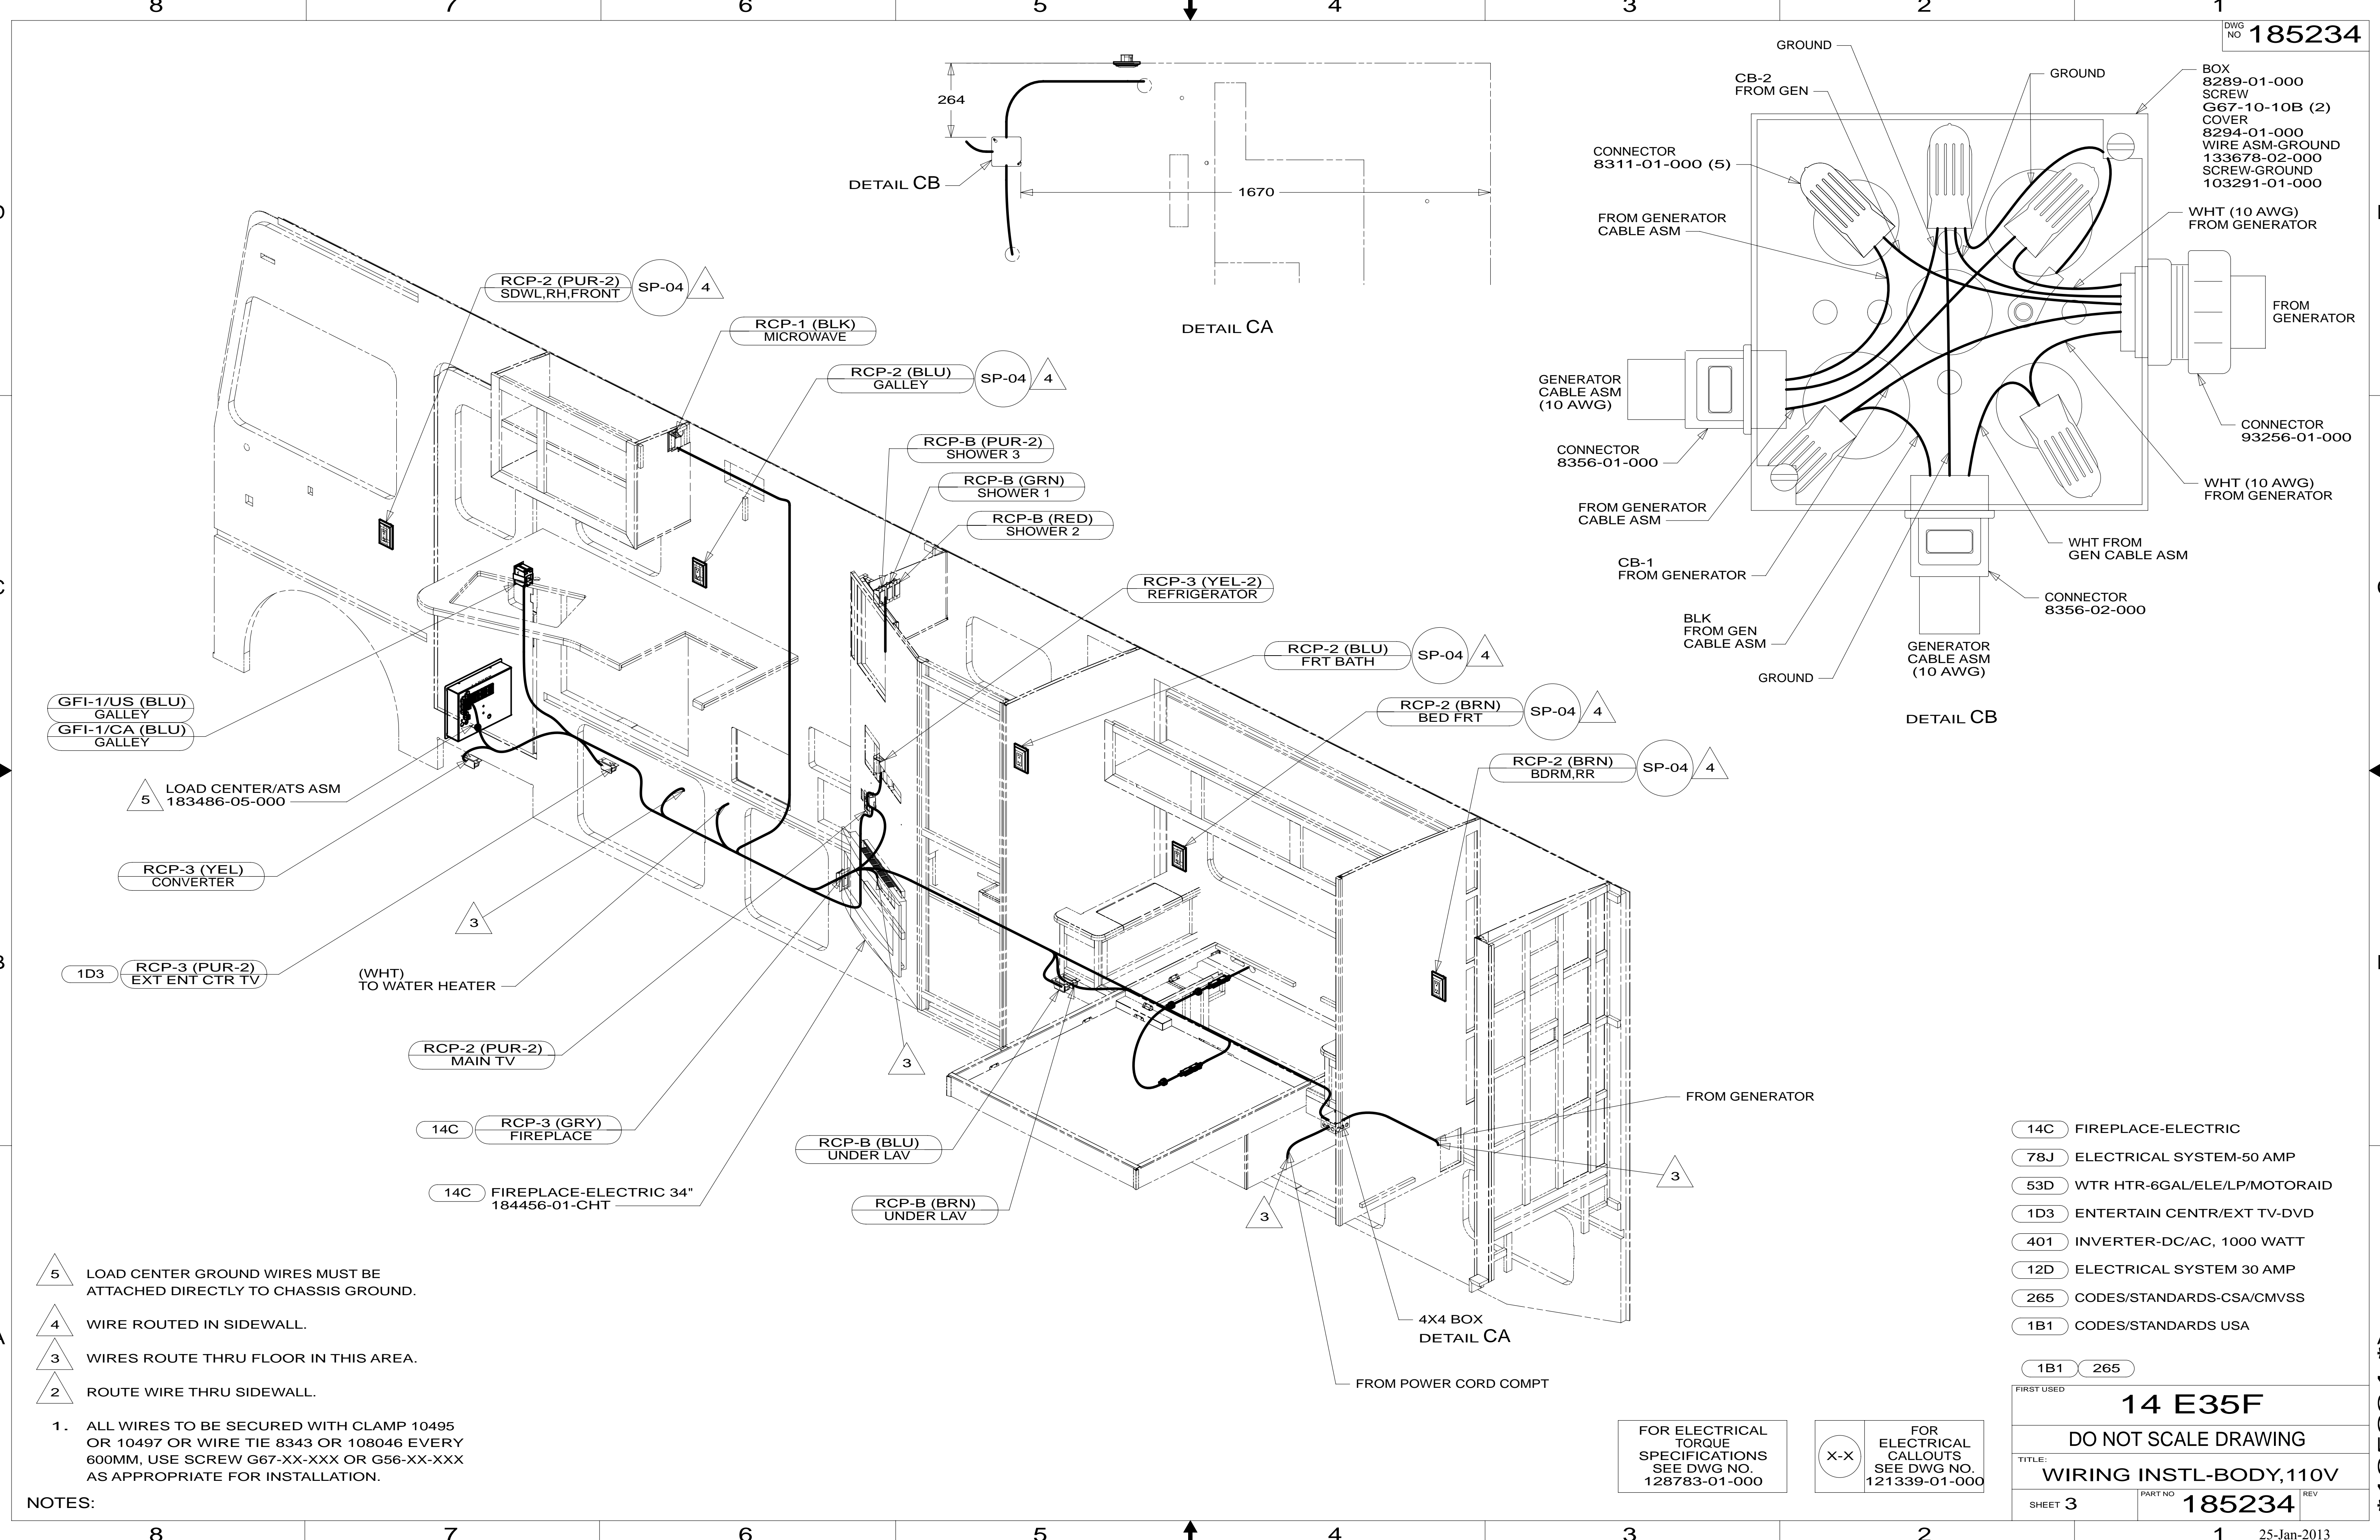 8 7 6 5 4 3 2 1
DWG NO 185234
264
1670
DETAIL CB
DETAIL CA
GROUND
CB-2
FROM GEN
GROUND
BOX
8289-01-000
SCREW
G67-10-10B (2)
COVER
8294-01-000
WIRE ASM-GROUND
133678-02-000
SCREW-GROUND
103291-01-000
CONNECTOR
8311-01-000 (5)
FROM GENERATOR
CABLE ASM
WHT (10 AWG)
FROM GENERATOR
FROM
GENERATOR
GENERATOR
CABLE ASM
(10 AWG)
CONNECTOR
8356-01-000
CONNECTOR
93256-01-000
WHT (10 AWG)
FROM GENERATOR
FROM GENERATOR
CABLE ASM
CB-1
FROM GENERATOR
WHT FROM
GEN CABLE ASM
CONNECTOR
8356-02-000
BLK
FROM GEN
CABLE ASM
GENERATOR
CABLE ASM
(10 AWG)
GROUND
DETAIL CB
RCP-2 (PUR-2)
SDWL,RH,FRONT
SP-04
4
RCP-1 (BLK)
MICROWAVE
RCP-2 (BLU)
GALLEY
SP-04
4
RCP-B (PUR-2)
SHOWER 3
RCP-B (GRN)
SHOWER 1
RCP-B (RED)
SHOWER 2
RCP-3 (YEL-2)
REFRIGERATOR
RCP-2 (BLU)
FRT BATH
SP-04
4
RCP-2 (BRN)
BED FRT
SP-04
4
RCP-2 (BRN)
BDRM,RR
SP-04
4
GFI-1/US (BLU)
GALLEY
GFI-1/CA (BLU)
GALLEY
5
LOAD CENTER/ATS ASM
183486-05-000
RCP-3 (YEL)
CONVERTER
3
1D3
RCP-3 (PUR-2)
EXT ENT CTR TV
(WHT)
TO WATER HEATER
RCP-2 (PUR-2)
MAIN TV
3
14C
RCP-3 (GRY)
FIREPLACE
14C
FIREPLACE-ELECTRIC 34"
184456-01-CHT
RCP-B (BLU)
UNDER LAV
RCP-B (BRN)
UNDER LAV
FROM GENERATOR
3
3
4X4 BOX
DETAIL CA
FROM POWER CORD COMPT
14C FIREPLACE-ELECTRIC
78J ELECTRICAL SYSTEM-50 AMP
53D WTR HTR-6GAL/ELE/LP/MOTORAID
1D3 ENTERTAIN CENTR/EXT TV-DVD
401 INVERTER-DC/AC, 1000 WATT
12D ELECTRICAL SYSTEM 30 AMP
265 CODES/STANDARDS-CSA/CMVSS
1B1 CODES/STANDARDS USA
1B1 265
5 LOAD CENTER GROUND WIRES MUST BE
ATTACHED DIRECTLY TO CHASSIS GROUND.
4 WIRE ROUTED IN SIDEWALL.
3 WIRES ROUTE THRU FLOOR IN THIS AREA.
2 ROUTE WIRE THRU SIDEWALL.
1. ALL WIRES TO BE SECURED WITH CLAMP 10495
OR 10497 OR WIRE TIE 8343 OR 108046 EVERY
600MM, USE SCREW G67-XX-XXX OR G56-XX-XXX
AS APPROPRIATE FOR INSTALLATION.
NOTES:
FOR ELECTRICAL
TORQUE
SPECIFICATIONS
SEE DWG NO.
128783-01-000
X-X
FOR
ELECTRICAL
CALLOUTS
SEE DWG NO.
121339-01-000
FIRST USED
14 E35F
DO NOT SCALE DRAWING
TITLE:
WIRING INSTL-BODY,110V
SHEET 3
PART NO 185234
REV
8 7 6 5 4 3 2 1
25-Jan-2013